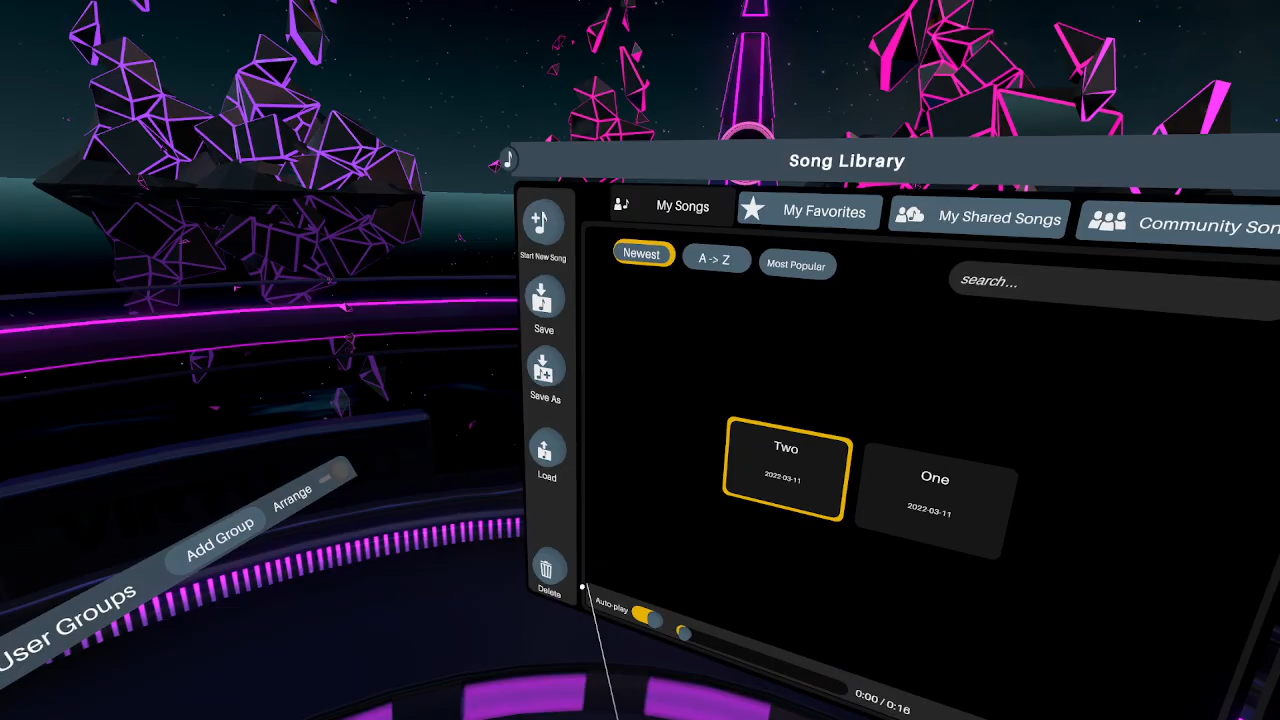 Song Library
My Songs
My Favorites
My Shared Songs
Community Son
Start New Song
Newest
A -> Z
Most Popular
search...
Save
Save As
Load
Delete
Two
2022-03-11
One
2022-03-11
Auto-play
0:00 / 0:16
User Groups
Add Group
Arrange